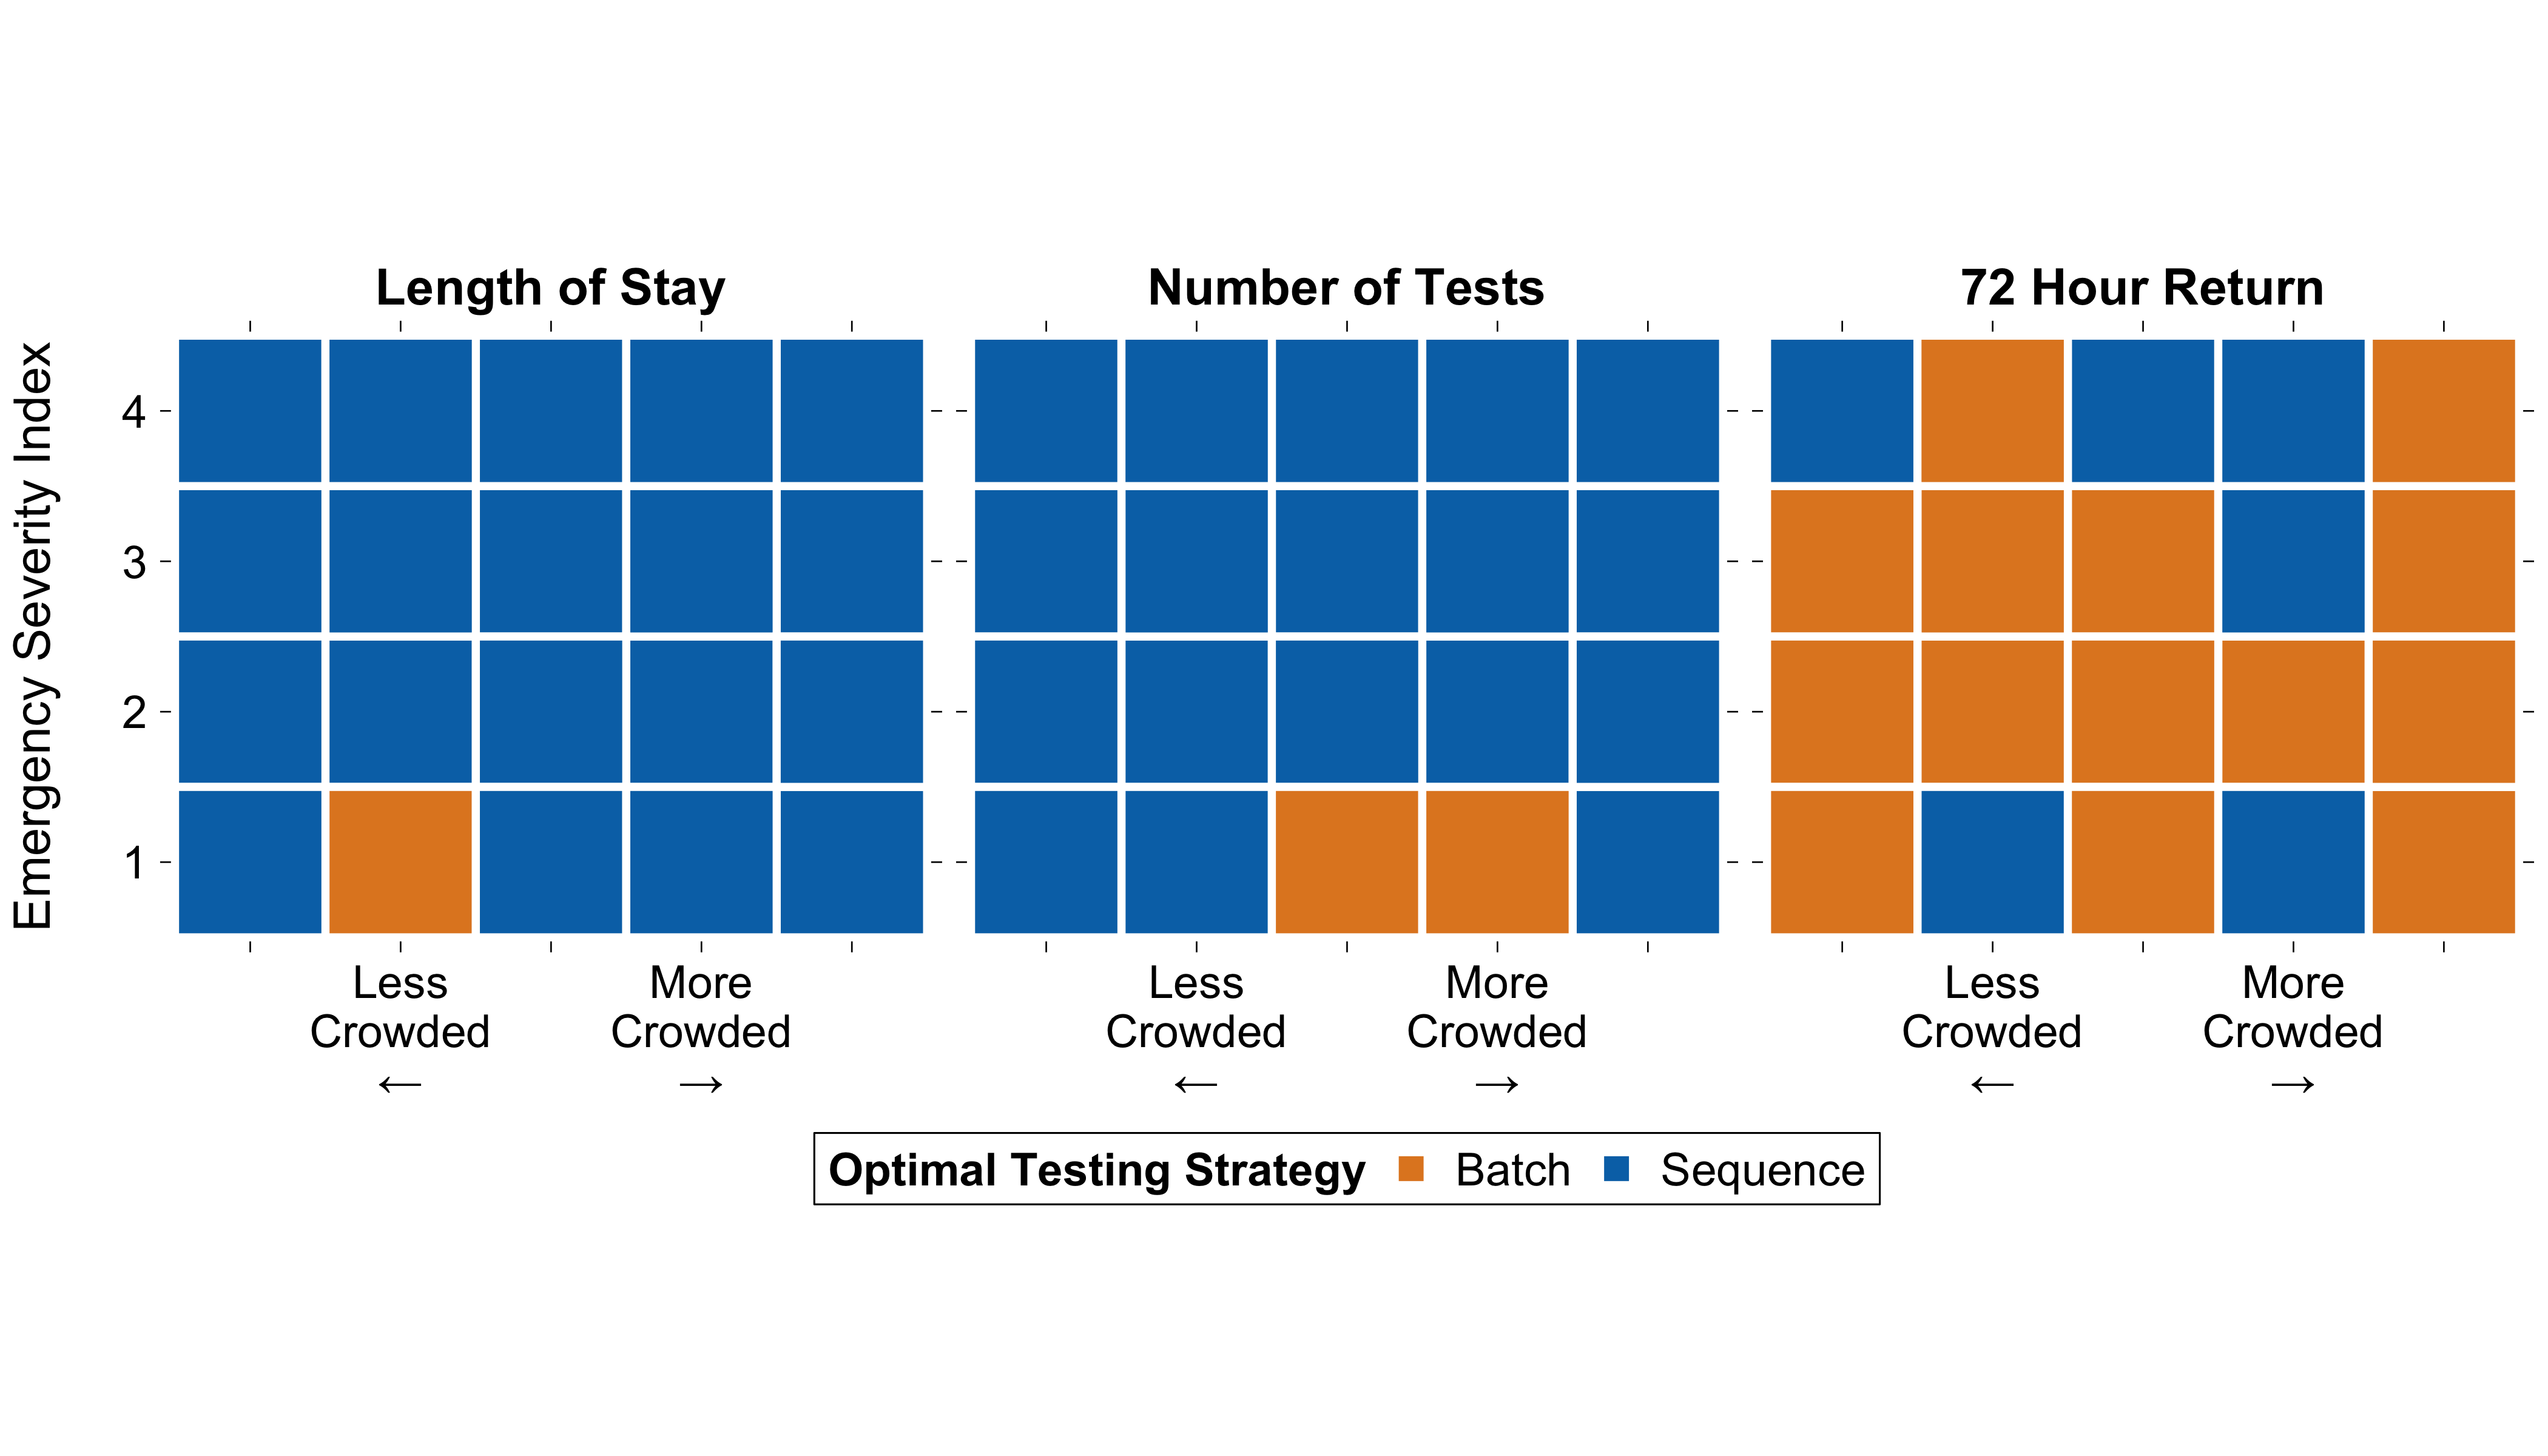 Length of Stay
Number of Tests
72 Hour Return
Emergency Severity Index
4
3
2
1
Less
Crowded
←
More
Crowded
→
Less
Crowded
←
More
Crowded
→
Less
Crowded
←
More
Crowded
→
Optimal Testing Strategy Batch Sequence